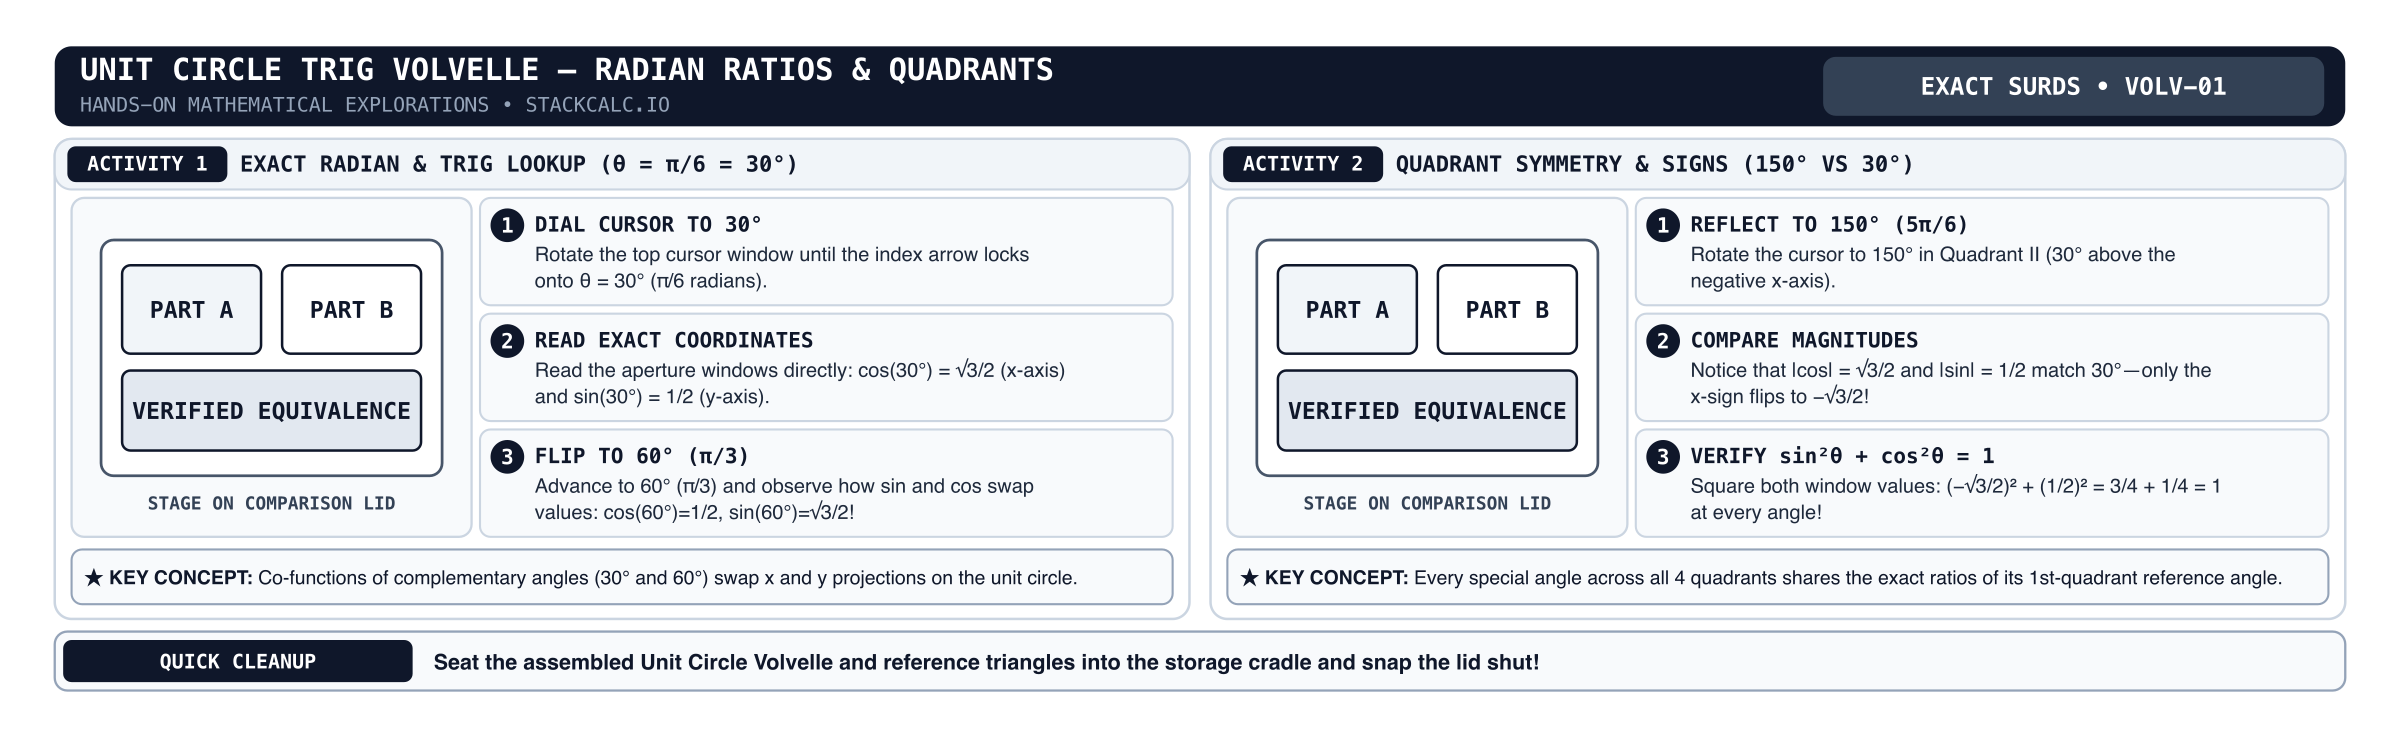 UNIT CIRCLE TRIG VOLVELLE — RADIAN RATIOS & QUADRANTS
HANDS-ON MATHEMATICAL EXPLORATIONS • STACKCALC.IO
EXACT SURDS • VOLV-01
ACTIVITY 1
EXACT RADIAN & TRIG LOOKUP (θ = π/6 = 30°)
PART A
PART B
VERIFIED EQUIVALENCE
STAGE ON COMPARISON LID
1
DIAL CURSOR TO 30°
Rotate the top cursor window until the index arrow locks
onto θ = 30° (π/6 radians).
2
READ EXACT COORDINATES
Read the aperture windows directly: cos(30°) = √3/2 (x-axis)
and sin(30°) = 1/2 (y-axis).
3
FLIP TO 60° (π/3)
Advance to 60° (π/3) and observe how sin and cos swap
values: cos(60°)=1/2, sin(60°)=√3/2!
★ KEY CONCEPT: Co-functions of complementary angles (30° and 60°) swap x and y projections on the unit circle.
ACTIVITY 2
QUADRANT SYMMETRY & SIGNS (150° VS 30°)
PART A
PART B
VERIFIED EQUIVALENCE
STAGE ON COMPARISON LID
1
REFLECT TO 150° (5π/6)
Rotate the cursor to 150° in Quadrant II (30° above the
negative x-axis).
2
COMPARE MAGNITUDES
Notice that |cos| = √3/2 and |sin| = 1/2 match 30°—only the
x-sign flips to −√3/2!
3
VERIFY sin²θ + cos²θ = 1
Square both window values: (−√3/2)² + (1/2)² = 3/4 + 1/4 = 1
at every angle!
★ KEY CONCEPT: Every special angle across all 4 quadrants shares the exact ratios of its 1st-quadrant reference angle.
QUICK CLEANUP
Seat the assembled Unit Circle Volvelle and reference triangles into the storage cradle and snap the lid shut!